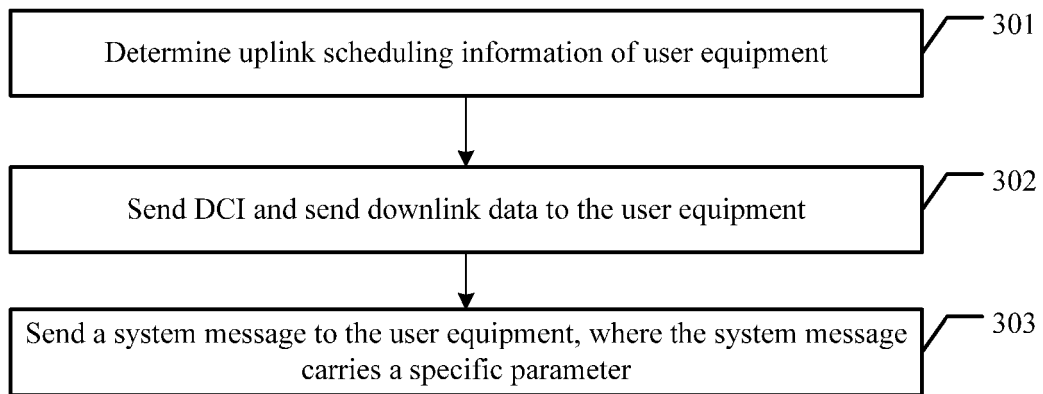 301
Determine uplink scheduling information of user equipment
302
Send DCI and send downlink data to the user equipment
303
Send a system message to the user equipment, where the system message
carries a specific parameter